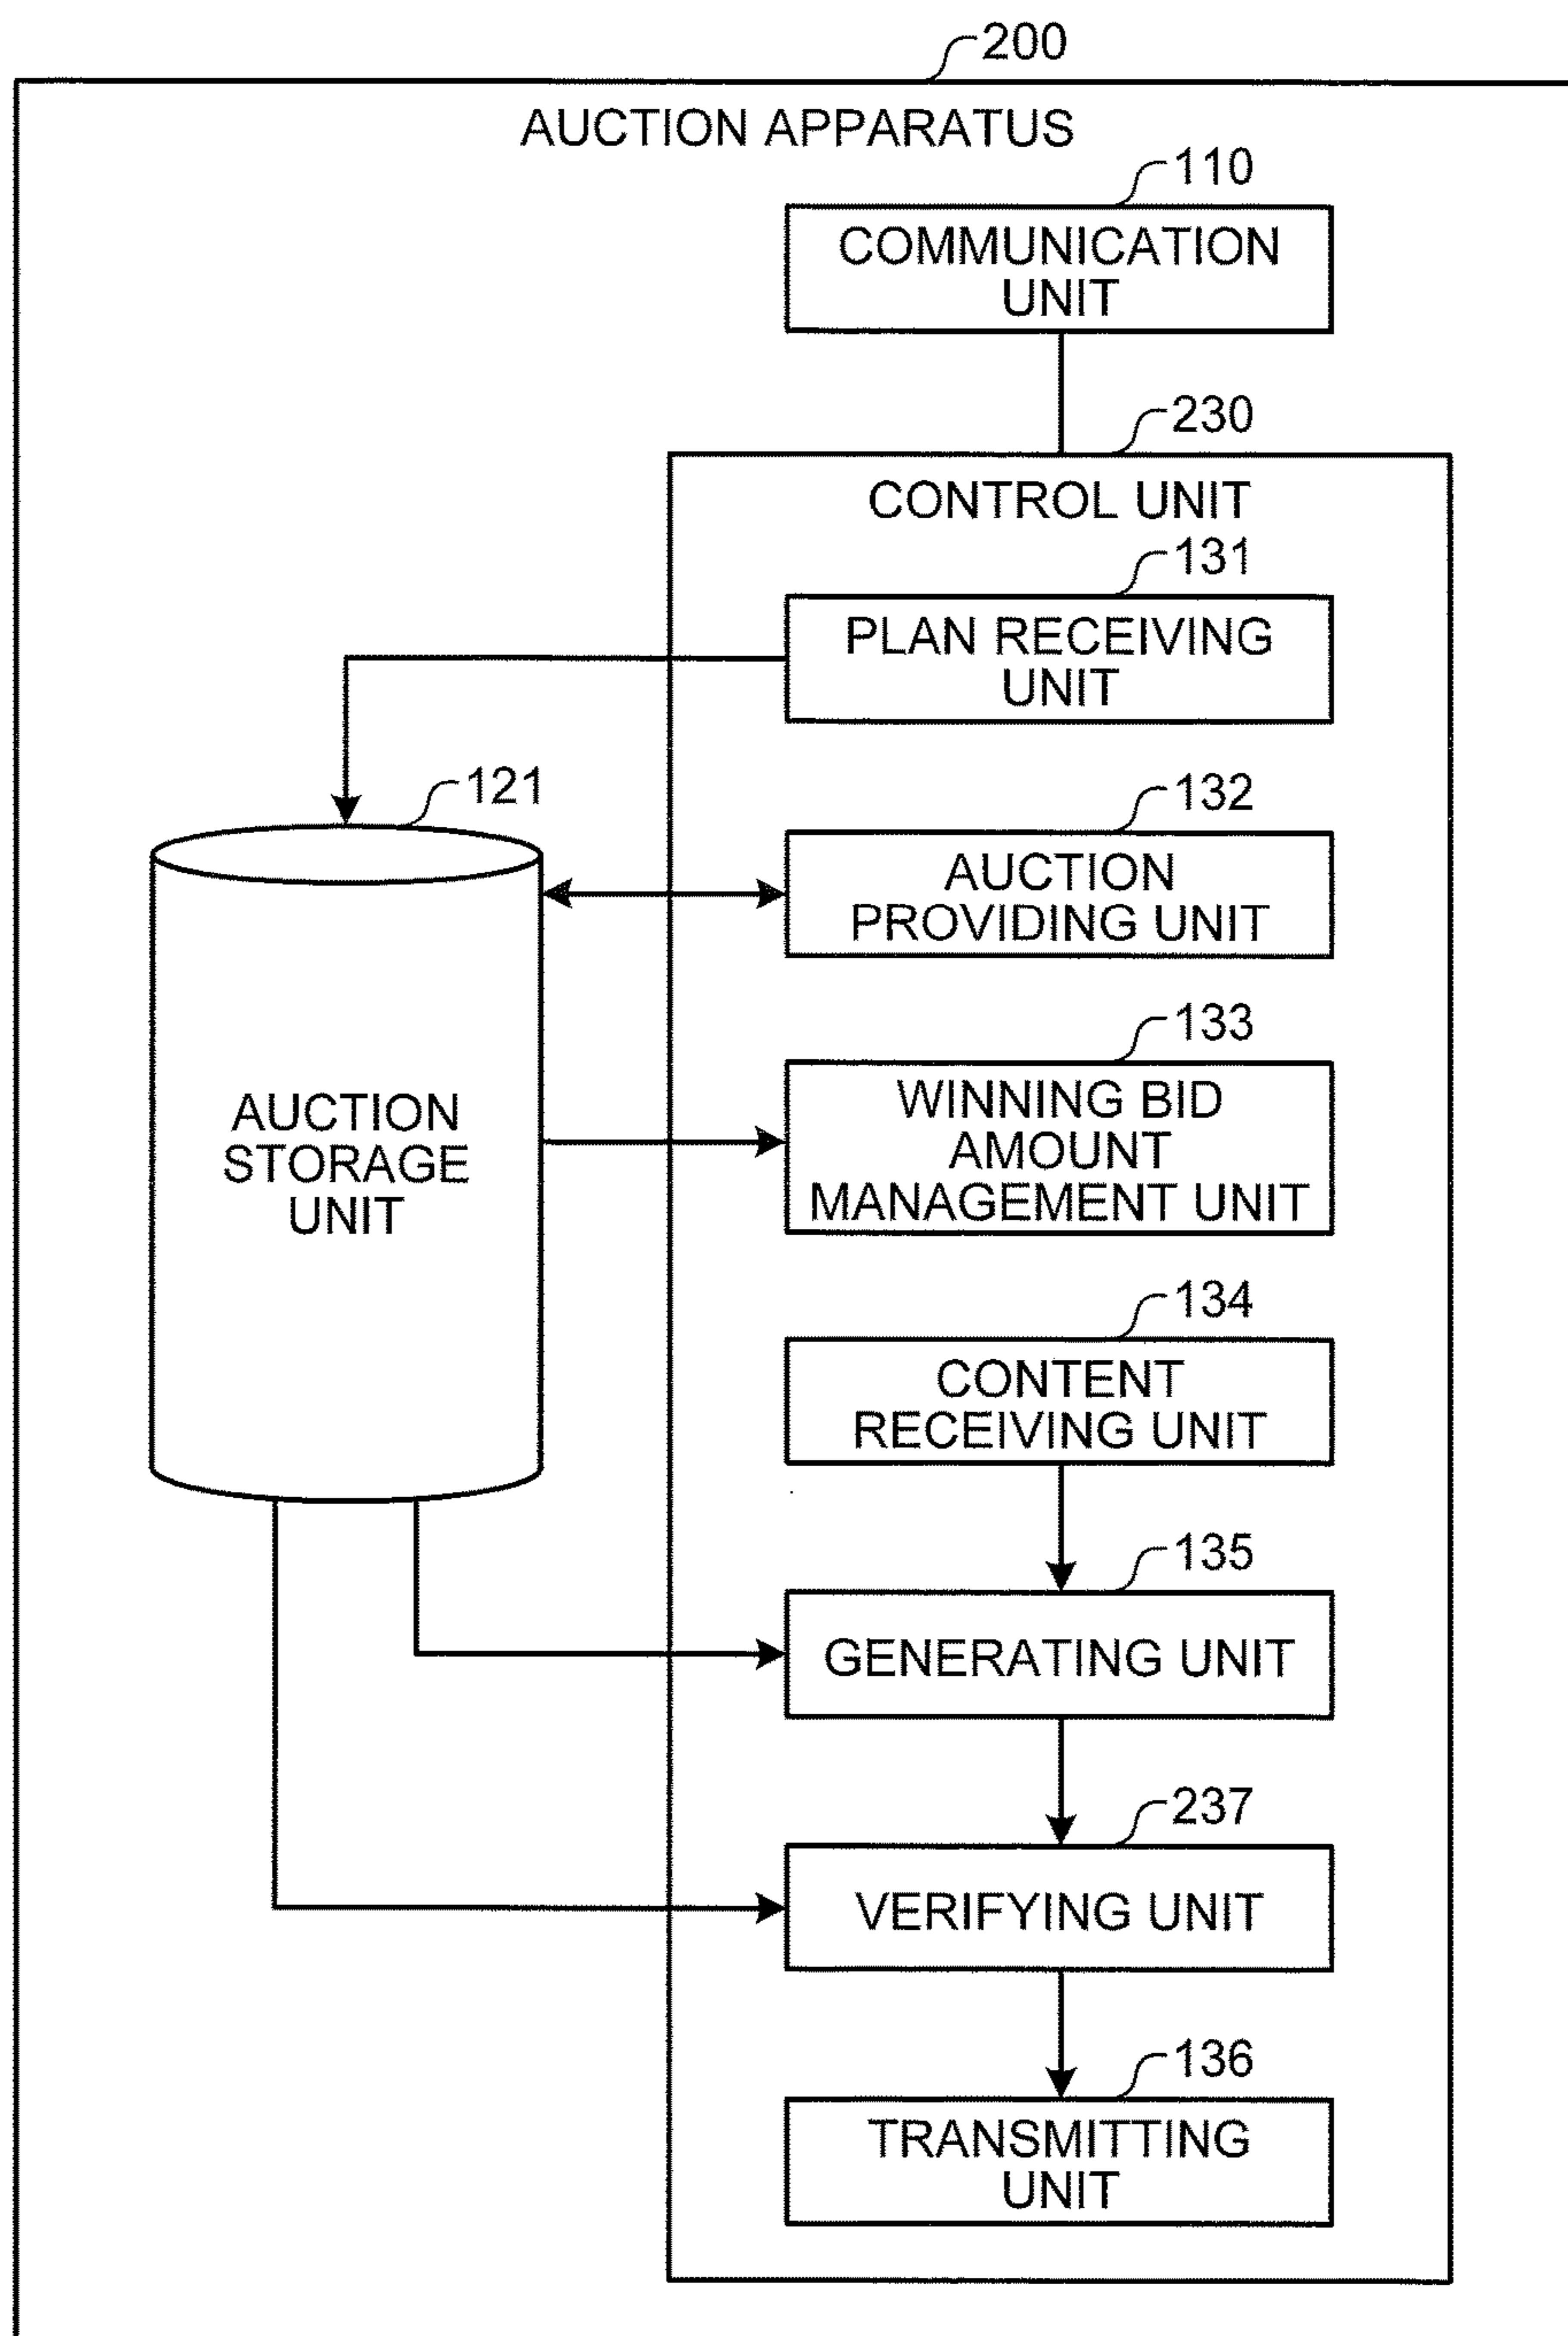 200
AUCTION APPARATUS
110
COMMUNICATION
UNIT
230
CONTROL UNIT
131
PLAN RECEIVING
UNIT
121
132
AUCTION
PROVIDING UNIT
133
WINNING BID
AMOUNT
MANAGEMENT UNIT
AUCTION
STORAGE
UNIT
134
CONTENT
RECEIVING UNIT
135
GENERATING UNIT
237
VERIFYING UNIT
136
TRANSMITTING
UNIT